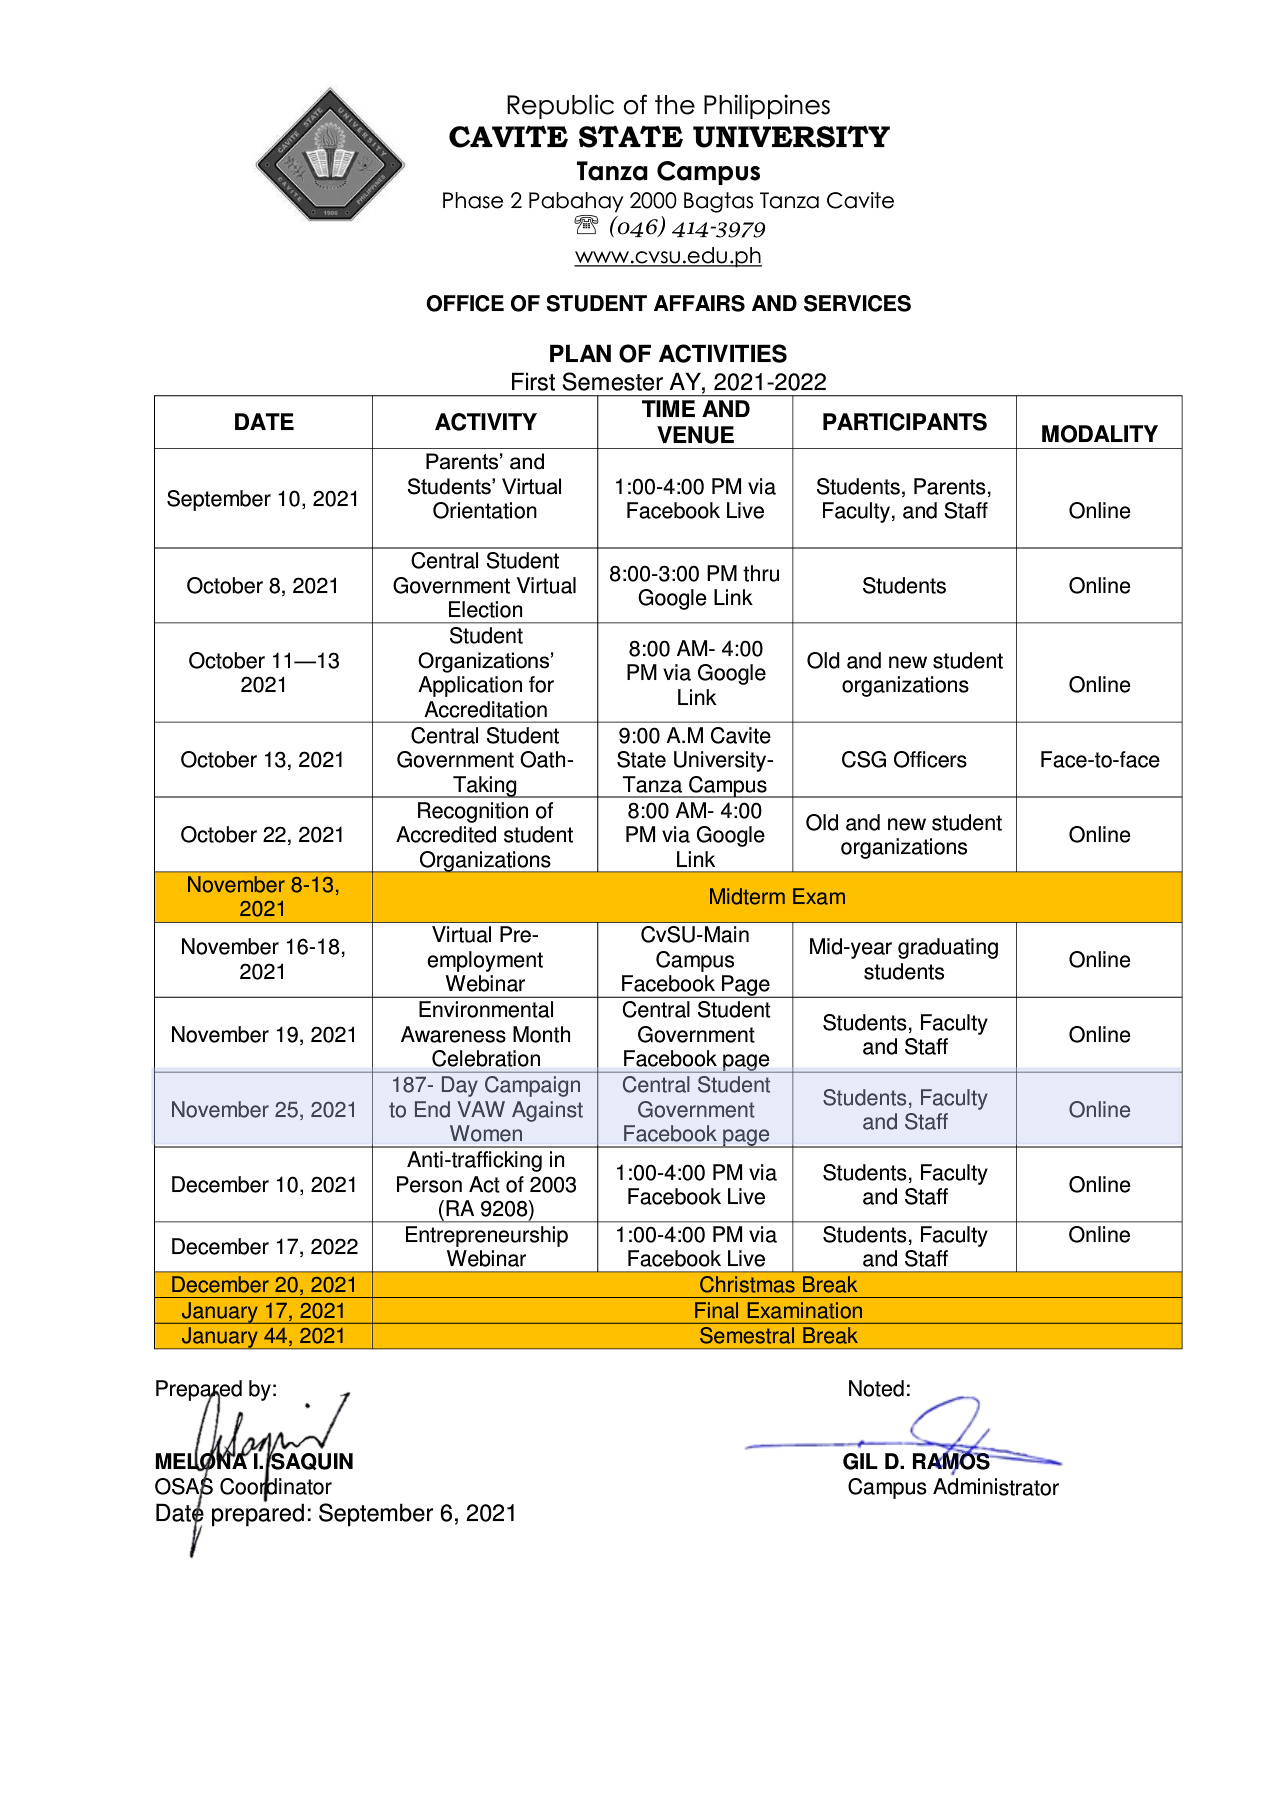 CAVITE STATE UNIVERSITY
CAVITE PHILIPPINES
1906
Republic of the Philippines
CAVITE STATE UNIVERSITY
Tanza Campus
Phase 2 Pabahay 2000 Bagtas Tanza Cavite
☏ (046) 414-3979
www.cvsu.edu.ph
OFFICE OF STUDENT AFFAIRS AND SERVICES
PLAN OF ACTIVITIES
First Semester AY, 2021-2022
DATE
ACTIVITY
TIME AND
VENUE
PARTICIPANTS
MODALITY
September 10, 2021
Parents’ and
Students’ Virtual
Orientation
1:00-4:00 PM via
Facebook Live
Students, Parents,
Faculty, and Staff
Online
October 8, 2021
Central Student
Government Virtual
Election
8:00-3:00 PM thru
Google Link
Students
Online
October 11—13
2021
Student
Organizations’
Application for
Accreditation
8:00 AM- 4:00
PM via Google
Link
Old and new student
organizations
Online
October 13, 2021
Central Student
Government Oath-
Taking
9:00 A.M Cavite
State University-
Tanza Campus
CSG Officers
Face-to-face
October 22, 2021
Recognition of
Accredited student
Organizations
8:00 AM- 4:00
PM via Google
Link
Old and new student
organizations
Online
November 8-13,
2021
Midterm Exam
November 16-18,
2021
Virtual Pre-
employment
Webinar
CvSU-Main
Campus
Facebook Page
Mid-year graduating
students
Online
November 19, 2021
Environmental
Awareness Month
Celebration
Central Student
Government
Facebook page
Students, Faculty
and Staff
Online
November 25, 2021
187- Day Campaign
to End VAW Against
Women
Central Student
Government
Facebook page
Students, Faculty
and Staff
Online
December 10, 2021
Anti-trafficking in
Person Act of 2003
(RA 9208)
1:00-4:00 PM via
Facebook Live
Students, Faculty
and Staff
Online
December 17, 2022
Entrepreneurship
Webinar
1:00-4:00 PM via
Facebook Live
Students, Faculty
and Staff
Online
December 20, 2021
Christmas Break
January 17, 2021
Final Examination
January 44, 2021
Semestral Break
Prepared by:
MELONA I. SAQUIN
OSAS Coordinator
Date prepared: September 6, 2021
Noted:
GIL D. RAMOS
Campus Administrator